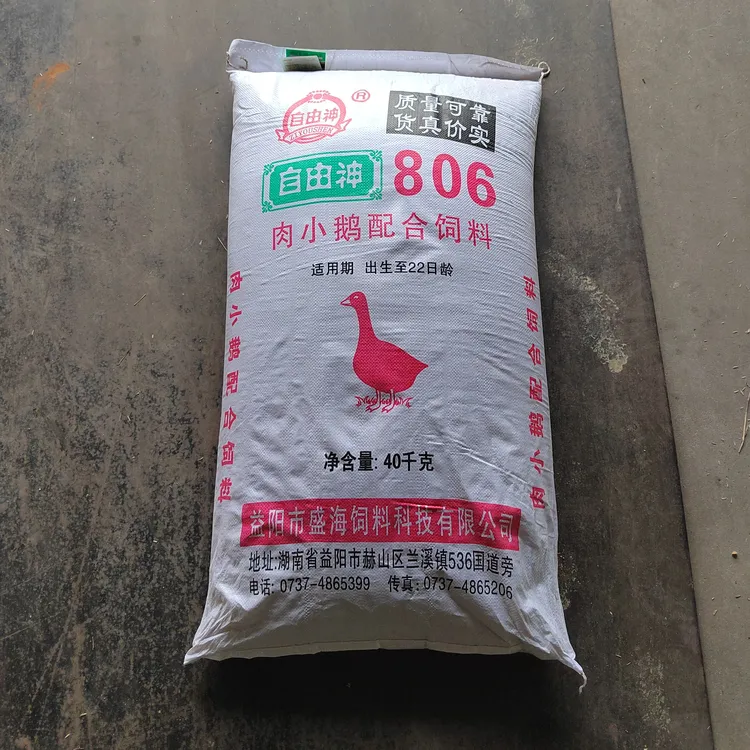 自由神
ZIYOUSHEN
®
质量可靠
货真价实
自由神
806
肉小鹅配合饲料
适用期 出生至22日龄
肉小鹅配合饲料
肉小鹅配合饲料
净含量: 40千克
益阳市盛海饲料科技有限公司
地址:湖南省益阳市赫山区兰溪镇536国道旁
电话: 0737-4865399 传真: 0737-4865206